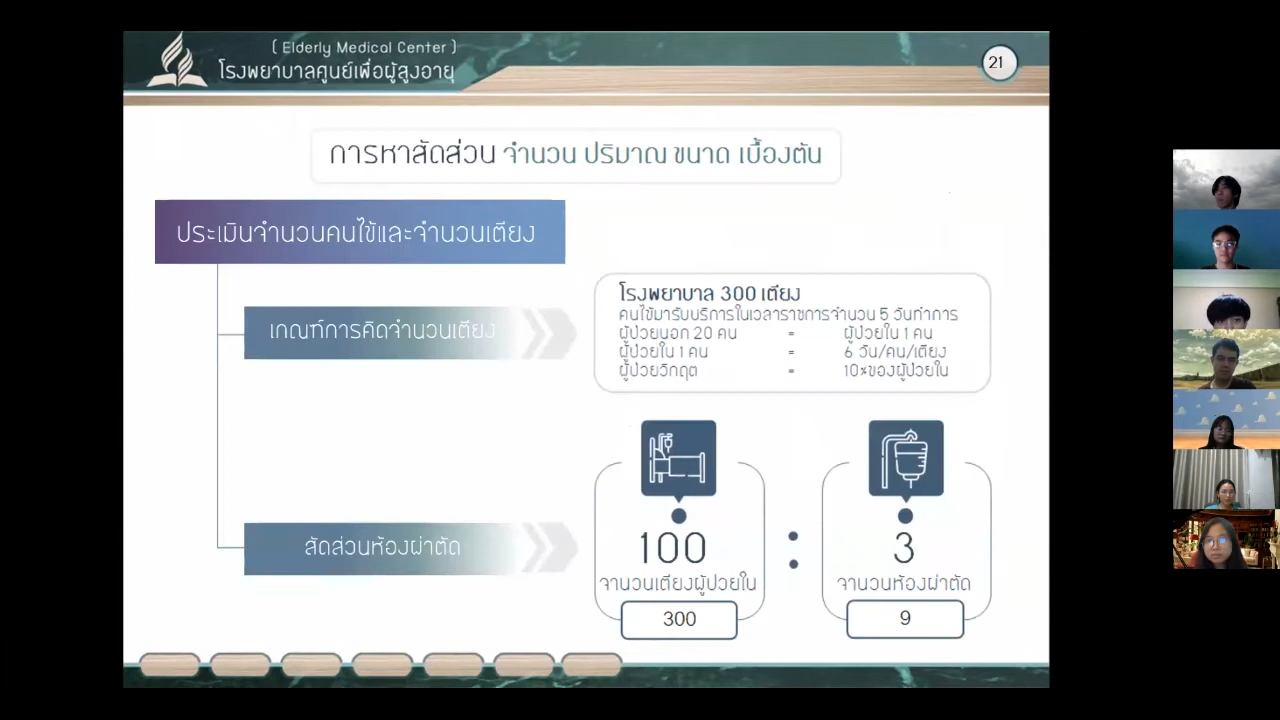 ( Elderly Medical Center )
โรงพยาบาลศูนย์เพื่อผู้สูงอายุ
21
การหาสัดส่วน จำนวน ปริมาณ ขนาด เบื้องต้น
ประเมินจำนวนคนไข้และจำนวนเตียง
เกณฑ์การคิดจำนวนเตียง
โรงพยาบาล 300 เตียง
คนไข้มารับบริการในเวลาราชการจำนวน 5 วันทำการ
ผู้ป่วยนอก 20 คน = ผู้ป่วยใน 1 คน
ผู้ป่วยใน 1 คน = 6 วัน/คน/เตียง
ผู้ป่วยวิกฤต = 10%ของผู้ป่วยใน
สัดส่วนห้องผ่าตัด
100 : 3
จำนวนเตียงผู้ป่วยใน จำนวนห้องผ่าตัด
300 9